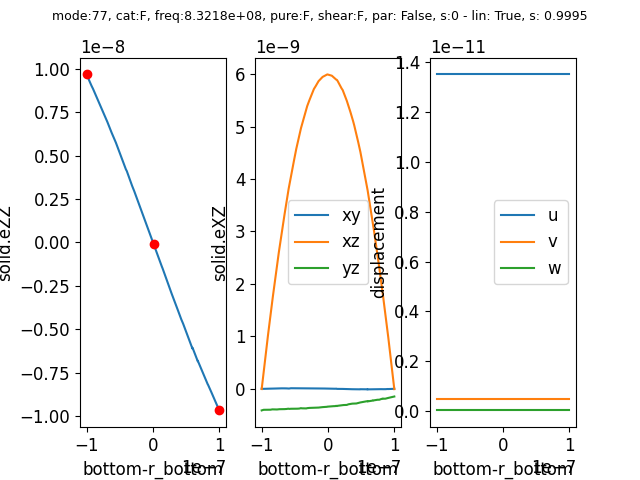 mode:77, cat:F, freq:8.3218e+08, pure:F, shear:F, par: False, s:0 - lin: True, s: 0.9995
1e−8
1.00
0.75
0.50
0.25
0.00
−0.25
−0.50
−0.75
−1.00
solid.eZZ
−1
0
1
1e−7
bottom-r_bottom
1e−9
6
5
4
3
2
1
0
solid.eXZ
xy
xz
yz
−1
0
1
1e−7
bottom-r_bottom
1e−11
1.4
1.2
1.0
0.8
0.6
0.4
0.2
0.0
displacement
u
v
w
−1
0
1
1e−7
bottom-r_bottom